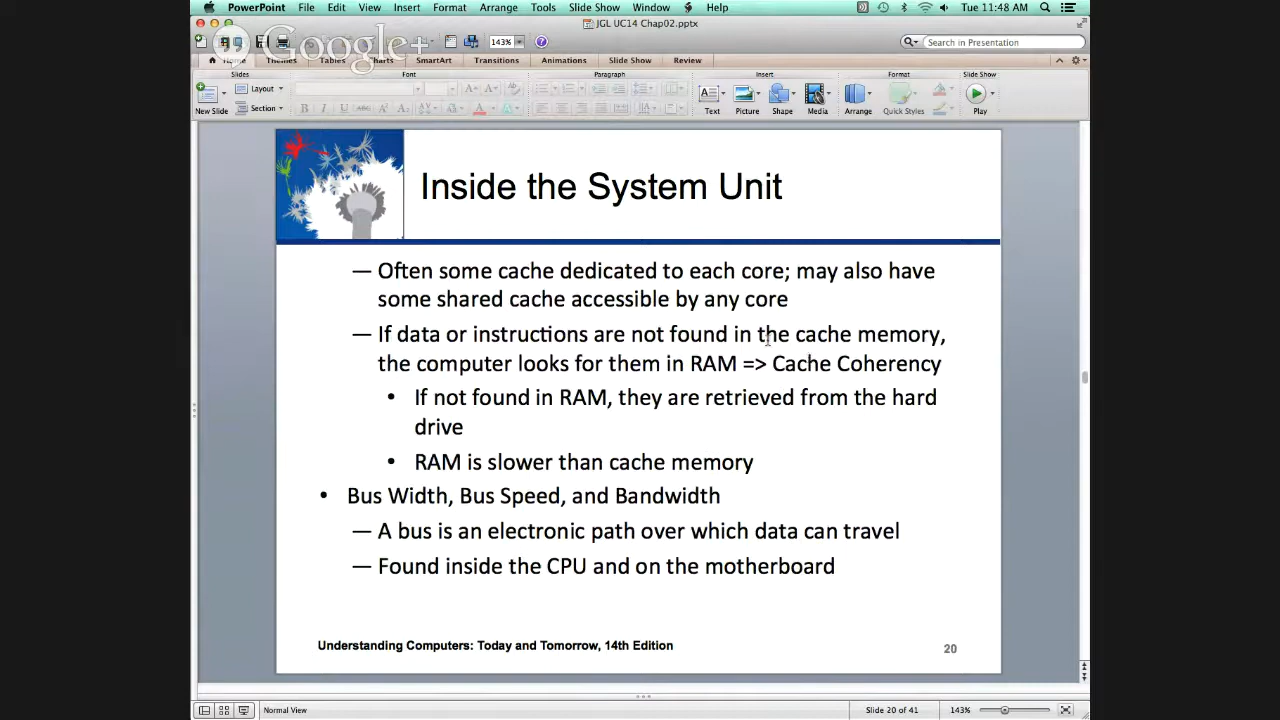 PowerPoint File Edit View Insert Format Arrange Tools Slide Show Window Help Tue 11:48 AM
JGL UC14 Chap02.pptx
Google+
143% Search in Presentation
Home Themes Tables Charts SmartArt Transitions Animations Slide Show Review
Slides Font Paragraph Insert Format Slide Show
New Slide Layout Section Text Picture Shape Media Arrange Quick Styles Play
Inside the System Unit
— Often some cache dedicated to each core; may also have
some shared cache accessible by any core
— If data or instructions are not found in the cache memory,
the computer looks for them in RAM => Cache Coherency
• If not found in RAM, they are retrieved from the hard
drive
• RAM is slower than cache memory
• Bus Width, Bus Speed, and Bandwidth
— A bus is an electronic path over which data can travel
— Found inside the CPU and on the motherboard
Understanding Computers: Today and Tomorrow, 14th Edition
20
Normal View Slide 20 of 41 143%